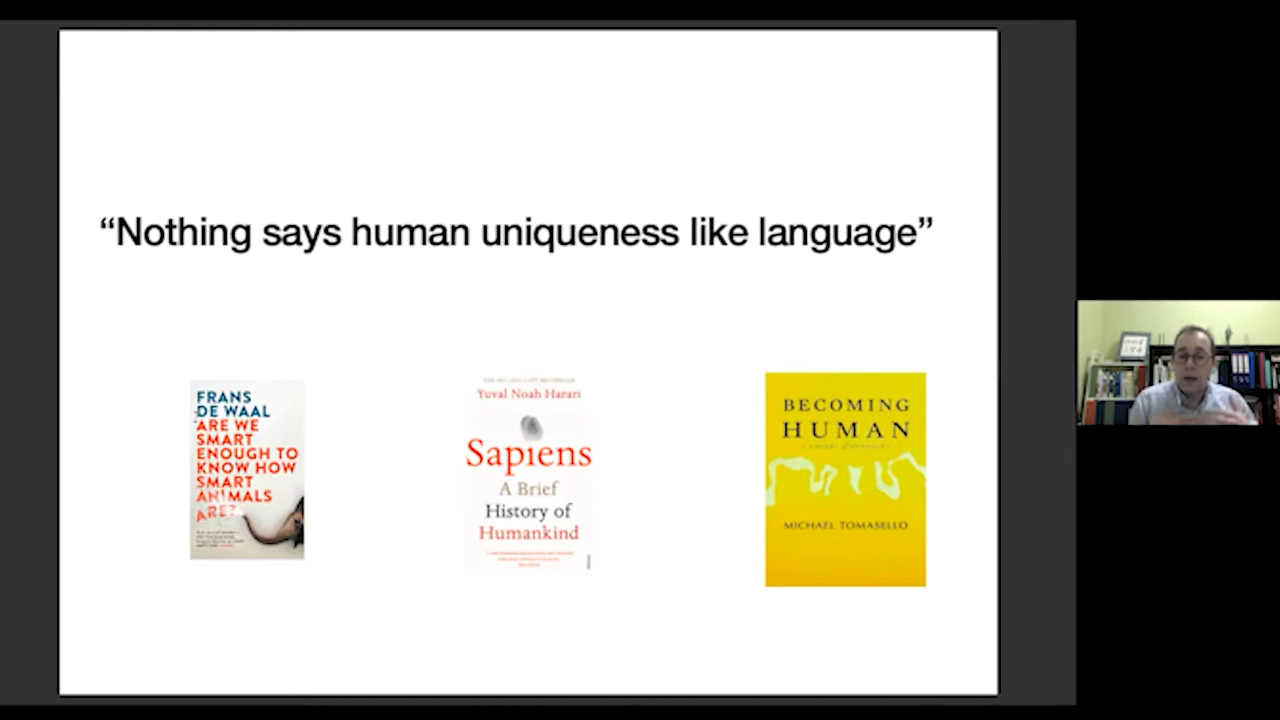 “Nothing says human uniqueness like language”
FRANS
DE WAAL
ARE WE
SMART
ENOUGH TO
KNOW HOW
SMART
ANIMALS
ARE?
Yuval Noah Harari
Sapiens
A Brief
History of
Humankind
BECOMING
HUMAN
MICHAEL TOMASELLO